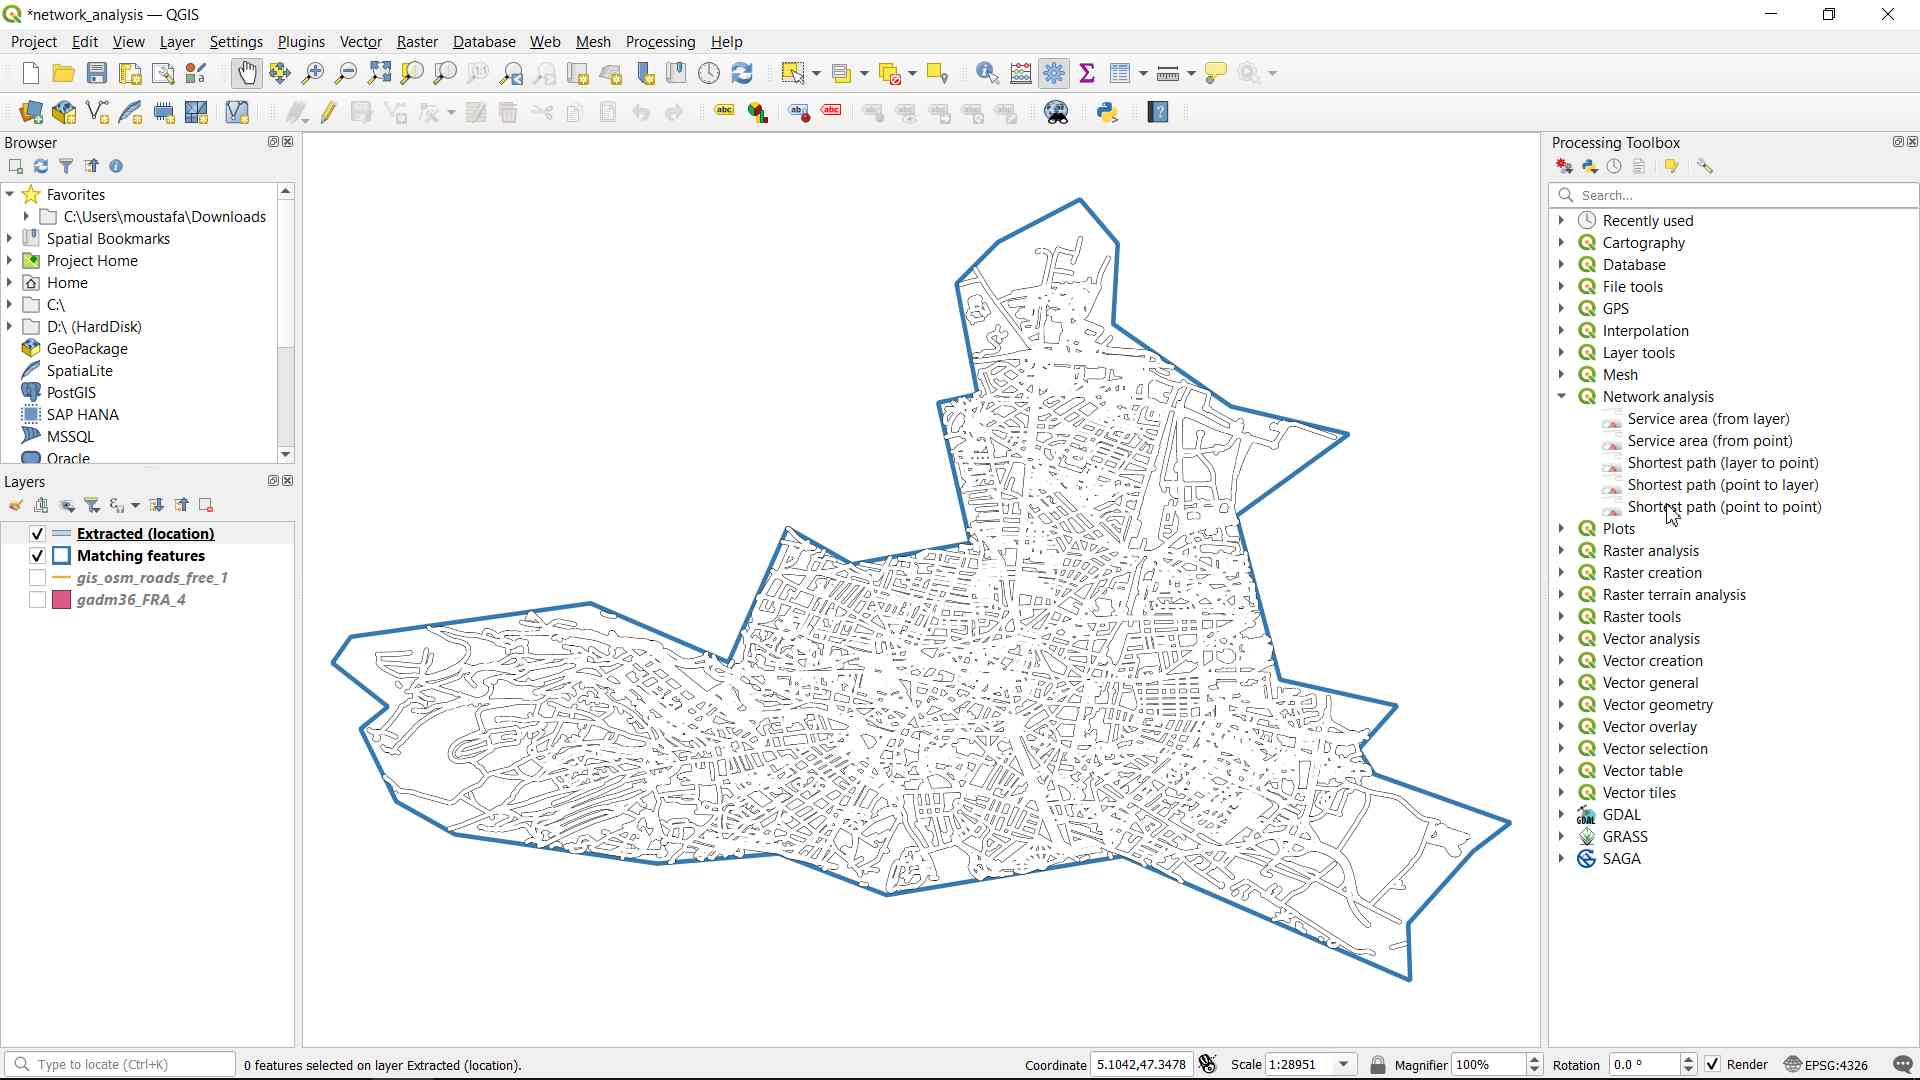 *network_analysis — QGIS
Project Edit View Layer Settings Plugins Vector Raster Database Web Mesh Processing Help
Browser
Favorites
C:\Users\moustafa\Downloads
Spatial Bookmarks
Project Home
Home
C:\
D:\ (HardDisk)
GeoPackage
SpatiaLite
PostGIS
SAP HANA
MSSQL
Oracle
Layers
Extracted (location)
Matching features
gis_osm_roads_free_1
gadm36_FRA_4
Processing Toolbox
Search...
Recently used
Cartography
Database
File tools
GPS
Interpolation
Layer tools
Mesh
Network analysis
Service area (from layer)
Service area (from point)
Shortest path (layer to point)
Shortest path (point to layer)
Shortest path (point to point)
Plots
Raster analysis
Raster creation
Raster terrain analysis
Raster tools
Vector analysis
Vector creation
Vector general
Vector geometry
Vector overlay
Vector selection
Vector table
Vector tiles
GDAL
GRASS
SAGA
Type to locate (Ctrl+K) 0 features selected on layer Extracted (location). Coordinate 5.1042,47.3478 Scale 1:28951 Magnifier 100% Rotation 0.0 ° Render EPSG:4326